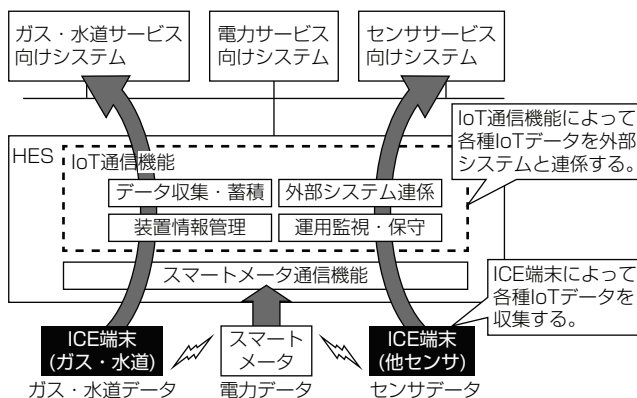 ガス・水道サービス
向けシステム
電力サービス
向けシステム
センササービス
向けシステム
IoT通信機能によって
各種IoTデータを外部
システムと連係する。
HES
IoT通信機能
データ収集・蓄積
外部システム連係
装置情報管理
運用監視・保守
スマートメータ通信機能
ICE端末によって
各種IoTデータを
収集する。
ICE端末
(ガス・水道)
スマート
メータ
ICE端末
(他センサ)
ガス・水道データ
電力データ
センサデータ